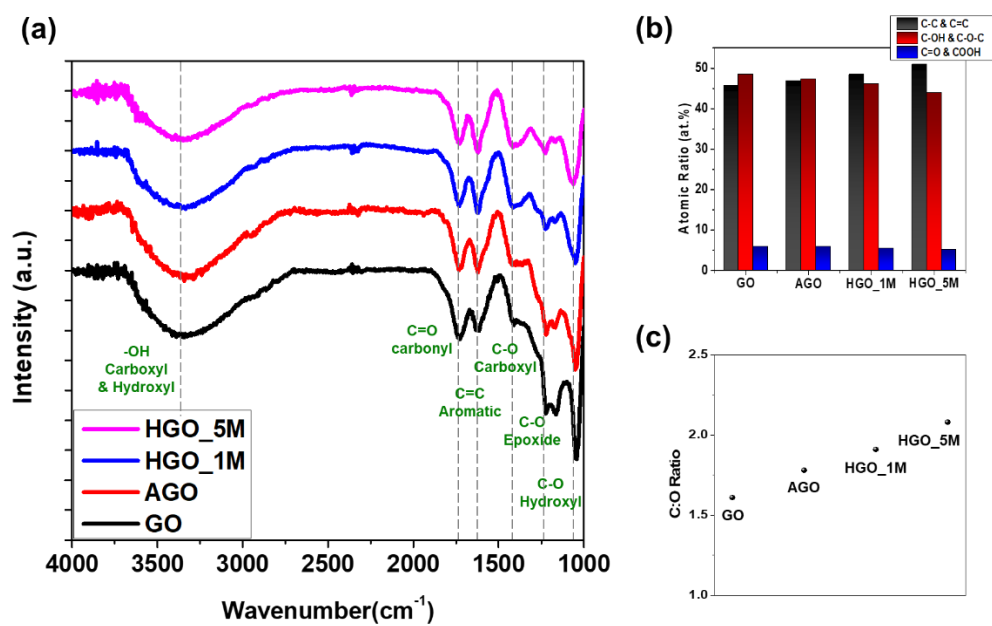 (a)
Intensity (a.u.)
-OH
Carboxyl
& Hydroxyl
C=O
carbonyl
C=C
Aromatic
C-O
Carboxyl
C-O
Epoxide
C-O
Hydroxyl
HGO_5M
HGO_1M
AGO
GO
4000 3500 3000 2500 2000 1500 1000
Wavenumber(cm⁻¹)
(b)
C-C & C=C
C-OH & C-O-C
C=O & COOH
Atomic Ratio (at.%)
50
40
30
20
10
0
GO AGO HGO_1M HGO_5M
(c)
C:O Ratio
2.5
2.0
1.5
1.0
GO
AGO
HGO_1M
HGO_5M